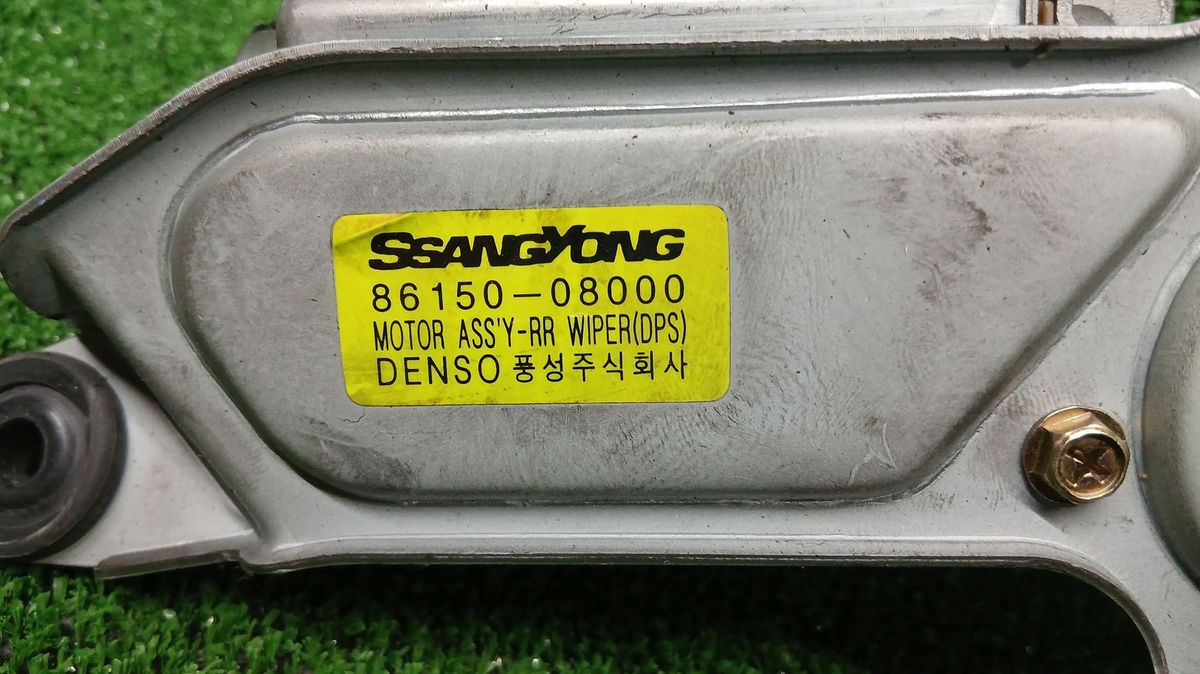 SSANGYONG
86150-08000
MOTOR ASS'Y-RR WIPER(DPS)
DENSO 풍성주식회사